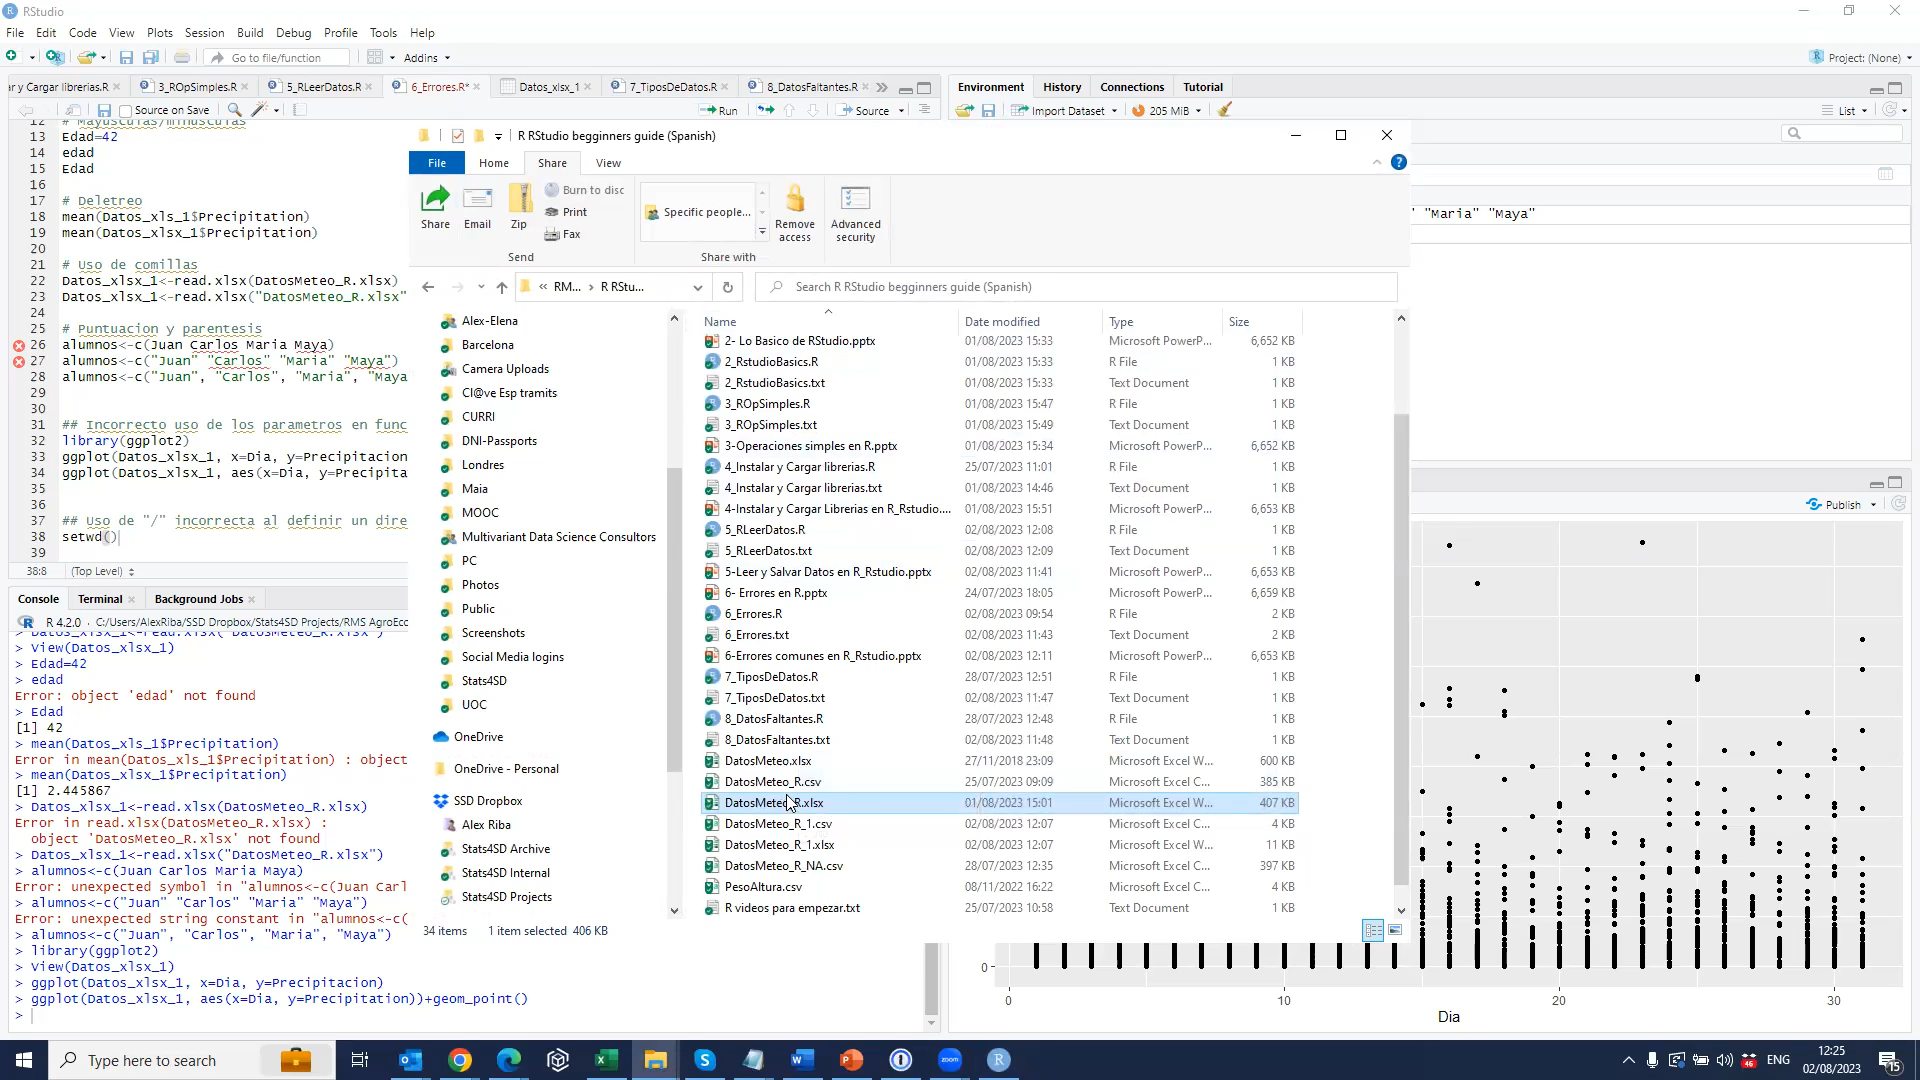 RStudio
File Edit Code View Plots Session Build Debug Profile Tools Help
Go to file/function Addins Project: (None)
r y Cargar librerias.R 3_ROpSimples.R 5_RLeerDatos.R 6_Errores.R* Datos_xlsx_1 7_TiposDeDatos.R 8_DatosFaltantes.R
Source on Save Run Source
12 # Mayusculas/minusculas
13 Edad=42
14 edad
15 Edad
16
17 # Deletreo
18 mean(Datos_xls_1$Precipitation)
19 mean(Datos_xlsx_1$Precipitation)
20
21 # Uso de comillas
22 Datos_xlsx_1<-read.xlsx(DatosMeteo_R.xlsx)
23 Datos_xlsx_1<-read.xlsx("DatosMeteo_R.xlsx"
24
25 # Puntuacion y parentesis
26 alumnos<-c(Juan Carlos Maria Maya)
27 alumnos<-c("Juan" "Carlos" "Maria" "Maya")
28 alumnos<-c("Juan", "Carlos", "Maria", "Maya
29
30
31 ## Incorrecto uso de los parametros en func
32 library(ggplot2)
33 ggplot(Datos_xlsx_1, x=Dia, y=Precipitacion
34 ggplot(Datos_xlsx_1, aes(x=Dia, y=Precipita
35
36
37 ## Uso de "/" incorrecta al definir un dire
38 setwd()
39
38:8 (Top Level)
Console Terminal Background Jobs
R 4.2.0 · C:/Users/AlexRiba/SSD Dropbox/Stats4SD Projects/RMS AgroEco
> Datos_xlsx_1<-read.xlsx("DatosMeteo_R.xlsx")
> View(Datos_xlsx_1)
> Edad=42
> edad
Error: object 'edad' not found
> Edad
[1] 42
> mean(Datos_xls_1$Precipitation)
Error in mean(Datos_xls_1$Precipitation) : object
> mean(Datos_xlsx_1$Precipitation)
[1] 2.445867
> Datos_xlsx_1<-read.xlsx(DatosMeteo_R.xlsx)
Error in read.xlsx(DatosMeteo_R.xlsx) :
object 'DatosMeteo_R.xlsx' not found
> Datos_xlsx_1<-read.xlsx("DatosMeteo_R.xlsx")
> alumnos<-c(Juan Carlos Maria Maya)
Error: unexpected symbol in "alumnos<-c(Juan Carl
> alumnos<-c("Juan" "Carlos" "Maria" "Maya")
Error: unexpected string constant in "alumnos<-c(
> alumnos<-c("Juan", "Carlos", "Maria", "Maya")
> library(ggplot2)
> View(Datos_xlsx_1)
> ggplot(Datos_xlsx_1, x=Dia, y=Precipitacion)
> ggplot(Datos_xlsx_1, aes(x=Dia, y=Precipitation))+geom_point()
>
R RStudio begginners guide (Spanish)
File Home Share View
Share Email Zip Burn to disc Print Fax Specific people... Remove access Advanced security
Send Share with
« RM... › R RStu... Search R RStudio begginners guide (Spanish)
Alex-Elena
Barcelona
Camera Uploads
Cl@ve Esp tramits
CURRI
DNI-Passports
Londres
Maia
MOOC
Multivariant Data Science Consultors
PC
Photos
Public
Screenshots
Social Media logins
Stats4SD
UOC
OneDrive
OneDrive - Personal
SSD Dropbox
Alex Riba
Stats4SD Archive
Stats4SD Internal
Stats4SD Projects
Name Date modified Type Size
2- Lo Basico de RStudio.pptx 01/08/2023 15:33 Microsoft PowerP... 6,652 KB
2_RstudioBasics.R 01/08/2023 15:33 R File 1 KB
2_RstudioBasics.txt 01/08/2023 15:33 Text Document 1 KB
3_ROpSimples.R 01/08/2023 15:47 R File 1 KB
3_ROpSimples.txt 01/08/2023 15:49 Text Document 1 KB
3-Operaciones simples en R.pptx 01/08/2023 15:34 Microsoft PowerP... 6,652 KB
4_Instalar y Cargar librerias.R 25/07/2023 11:01 R File 1 KB
4_Instalar y Cargar librerias.txt 01/08/2023 14:46 Text Document 1 KB
4-Instalar y Cargar Librerias en R_Rstudio.... 01/08/2023 15:51 Microsoft PowerP... 6,653 KB
5_RLeerDatos.R 02/08/2023 12:08 R File 1 KB
5_RLeerDatos.txt 02/08/2023 12:09 Text Document 1 KB
5-Leer y Salvar Datos en R_Rstudio.pptx 02/08/2023 11:41 Microsoft PowerP... 6,653 KB
6- Errores en R.pptx 24/07/2023 18:05 Microsoft PowerP... 6,659 KB
6_Errores.R 02/08/2023 09:54 R File 2 KB
6_Errores.txt 02/08/2023 11:43 Text Document 2 KB
6-Errores comunes en R_Rstudio.pptx 02/08/2023 12:11 Microsoft PowerP... 6,653 KB
7_TiposDeDatos.R 28/07/2023 12:51 R File 1 KB
7_TiposDeDatos.txt 02/08/2023 11:47 Text Document 1 KB
8_DatosFaltantes.R 28/07/2023 12:48 R File 1 KB
8_DatosFaltantes.txt 02/08/2023 11:48 Text Document 1 KB
DatosMeteo.xlsx 27/11/2018 23:09 Microsoft Excel W... 600 KB
DatosMeteo_R.csv 25/07/2023 09:09 Microsoft Excel C... 385 KB
DatosMeteo_R.xlsx 01/08/2023 15:01 Microsoft Excel W... 407 KB
DatosMeteo_R_1.csv 02/08/2023 12:07 Microsoft Excel C... 4 KB
DatosMeteo_R_1.xlsx 02/08/2023 12:07 Microsoft Excel W... 11 KB
DatosMeteo_R_NA.csv 28/07/2023 12:35 Microsoft Excel C... 397 KB
PesoAltura.csv 08/11/2022 16:22 Microsoft Excel C... 4 KB
R videos para empezar.txt 25/07/2023 10:58 Text Document 1 KB
34 items 1 item selected 406 KB
Environment History Connections Tutorial
Import Dataset 205 MiB List
" "Maria" "Maya"
Publish
0
0 10 20 30
Dia
Type here to search
ENG 12:25
02/08/2023
46
15